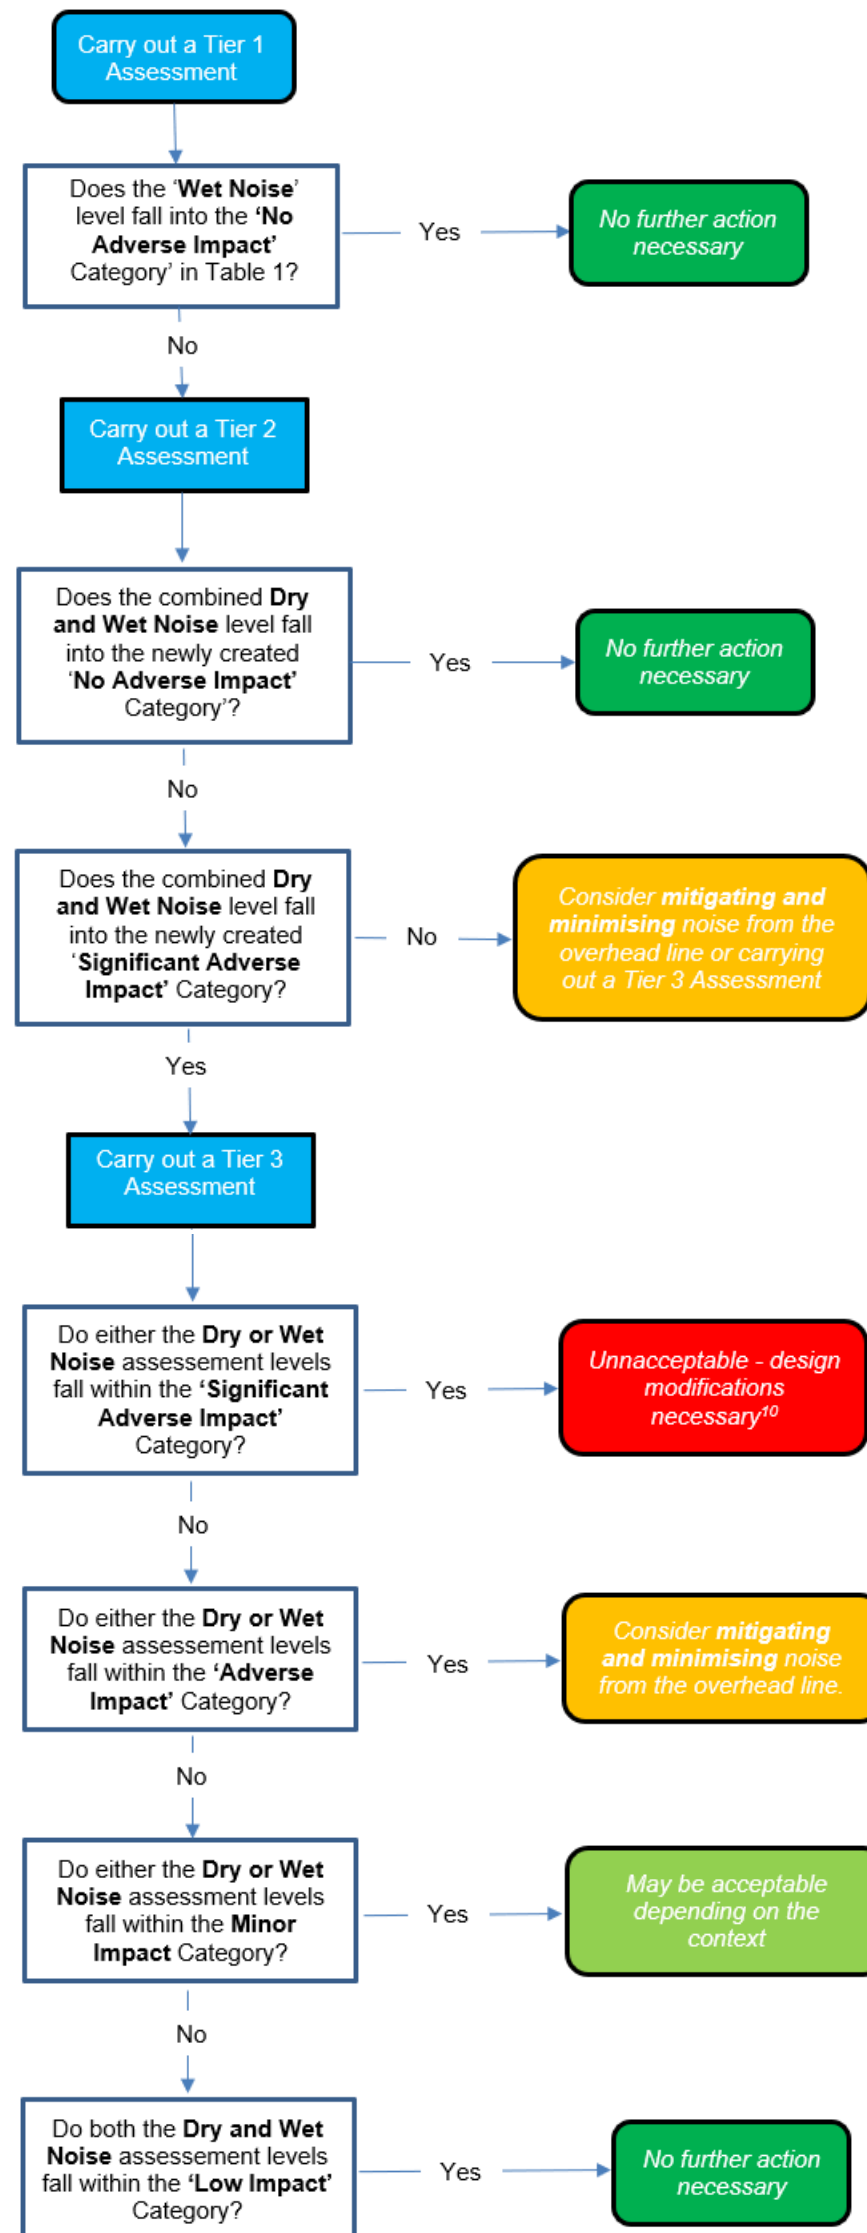 Carry out a Tier 1
Assessment
Does the ‘Wet Noise’
level fall into the ‘No
Adverse Impact’
Category’ in Table 1?
Yes
No further action
necessary
No
Carry out a Tier 2
Assessment
Does the combined Dry
and Wet Noise level fall
into the newly created
‘No Adverse Impact’
Category’?
Yes
No further action
necessary
No
Does the combined Dry
and Wet Noise level fall
into the newly created
‘Significant Adverse
Impact’ Category?
No
Consider mitigating and
minimising noise from the
overhead line or carrying
out a Tier 3 Assessment
Yes
Carry out a Tier 3
Assessment
Do either the Dry or Wet
Noise assessement levels
fall within the ‘Significant
Adverse Impact’
Category?
Yes
Unnacceptable - design
modifications
necessary¹⁰
No
Do either the Dry or Wet
Noise assessement levels
fall within the ‘Adverse
Impact’ Category?
Yes
Consider mitigating
and minimising noise
from the overhead line.
No
Do either the Dry or Wet
Noise assessment levels
fall within the Minor
Impact Category?
Yes
May be acceptable
depending on the
context
No
Do both the Dry and Wet
Noise assessement levels
fall within the ‘Low Impact’
Category?
Yes
No further action
necessary